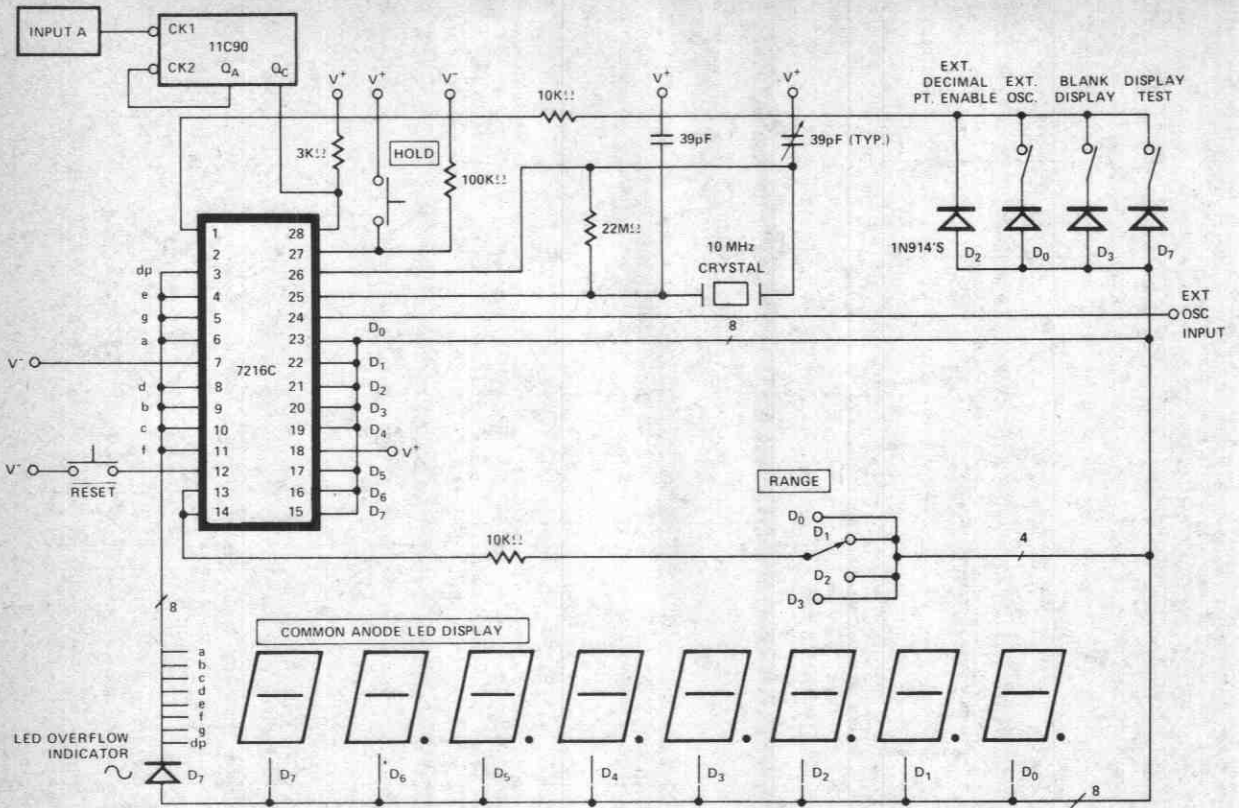 INPUT A
CK1
11C90
CK2
QA
QC
V+
V+
V-
V+
V+
3KΩ
HOLD
100KΩ
10KΩ
39pF
39pF (TYP.)
22MΩ
10 MHz
CRYSTAL
EXT.
DECIMAL
PT. ENABLE
EXT.
OSC.
BLANK
DISPLAY
DISPLAY
TEST
1N914'S
D2
D0
D3
D7
EXT
OSC
INPUT
8
1 28
2 27
dp 3 26
e 4 25
g 5 24
a 6 23 D0
V- 7 22 D1
7216C
d 8 21 D2
b 9 20 D3
c 10 19 D4
f 11 18 V+
V- 12 17 D5
RESET
13 16 D6
14 15 D7
RANGE
D0
D1
D2
D3
4
10KΩ
8
COMMON ANODE LED DISPLAY
a
b
c
d
e
f
g
dp
LED OVERFLOW
INDICATOR
D7
D7 D6 D5 D4 D3 D2 D1 D0
8